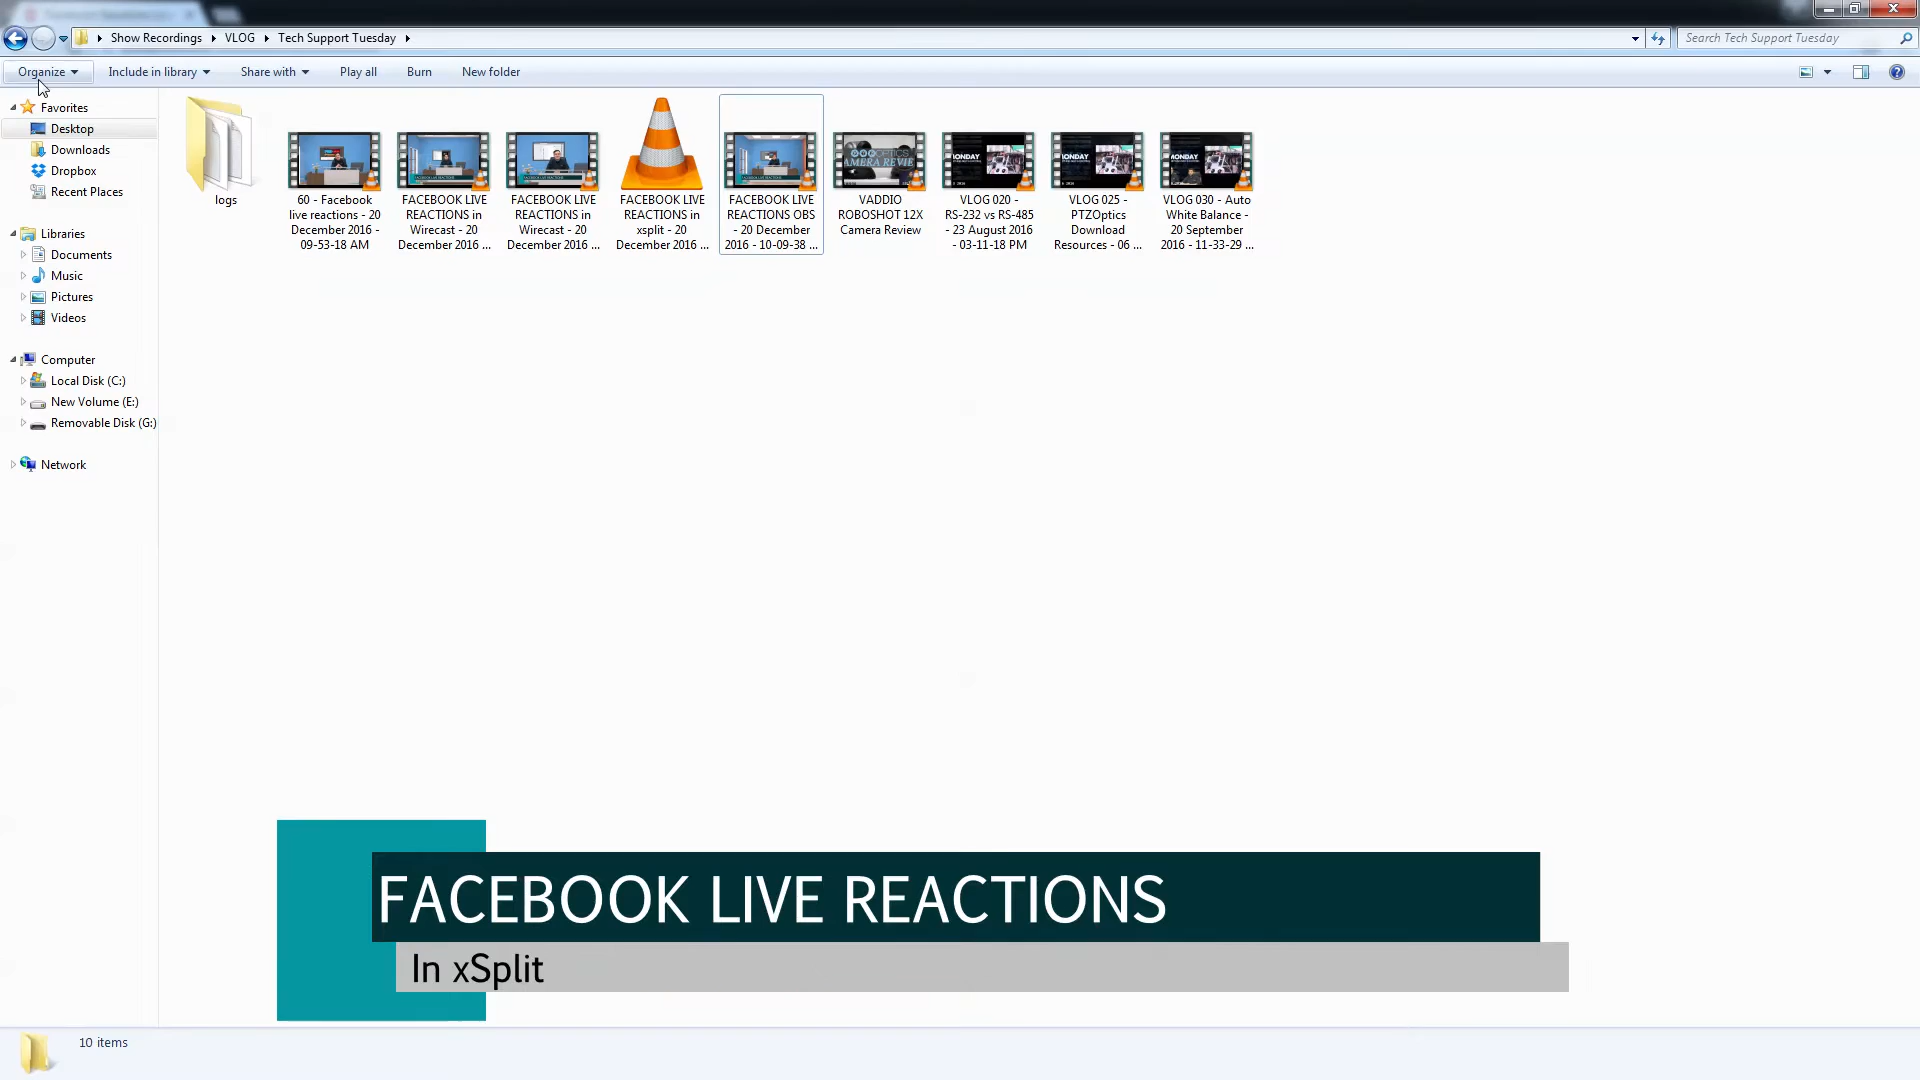 Show Recordings VLOG Tech Support Tuesday
Search Tech Support Tuesday
Organize Include in library Share with Play all Burn New folder
Favorites
Desktop
Downloads
Dropbox
Recent Places
Libraries
Documents
Music
Pictures
Videos
Computer
Local Disk (C:)
New Volume (E:)
Removable Disk (G:)
Network
logs
60 - Facebook
live reactions - 20
December 2016 -
09-53-18 AM
FACEBOOK LIVE
REACTIONS in
Wirecast - 20
December 2016 ...
FACEBOOK LIVE
REACTIONS in
Wirecast - 20
December 2016 ...
FACEBOOK LIVE
REACTIONS in
xsplit - 20
December 2016 ...
FACEBOOK LIVE
REACTIONS OBS
- 20 December
2016 - 10-09-38 ...
VADDIO
ROBOSHOT 12X
Camera Review
VLOG 020 -
RS-232 vs RS-485
- 23 August 2016
- 03-11-18 PM
VLOG 025 -
PTZOptics
Download
Resources - 06 ...
VLOG 030 - Auto
White Balance -
20 September
2016 - 11-33-29 ...
FACEBOOK LIVE REACTIONS
In xSplit
10 items